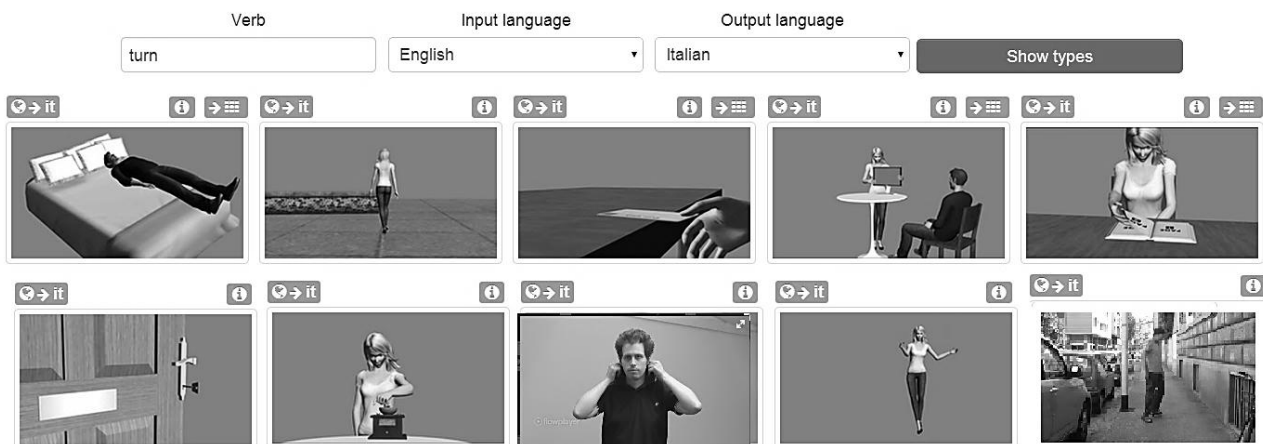 Verb Input language Output language
turn English Italian Show types
it it it it it
it it it it it
flowplayer